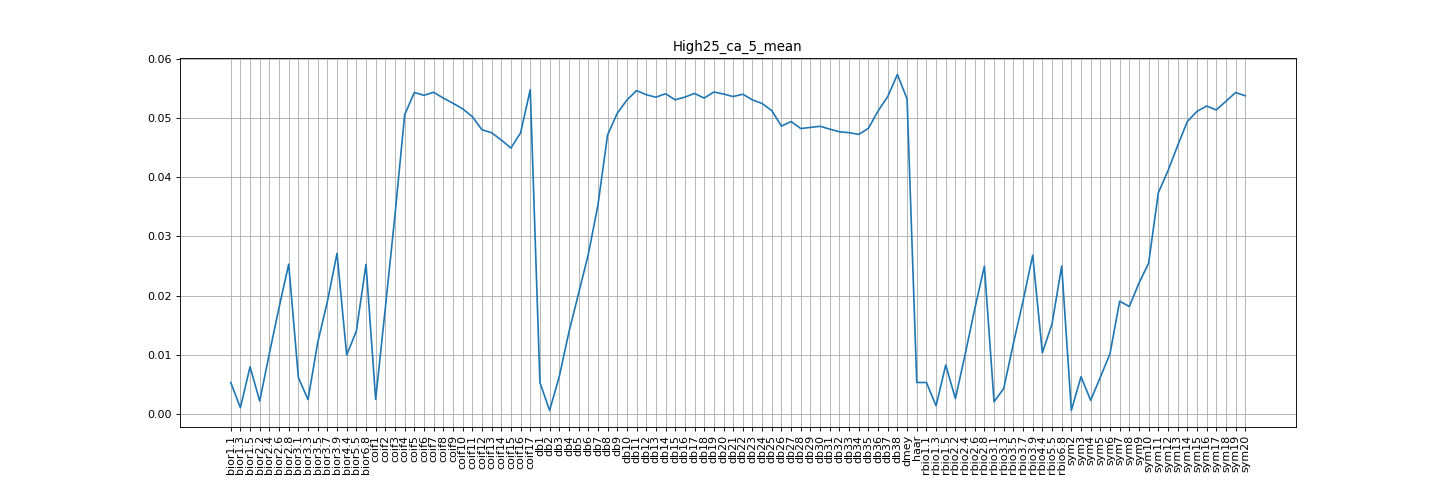 High25_ca_5_mean
0.06
0.05
0.04
0.03
0.02
0.01
0.00
bior1.1
bior1.3
bior1.5
bior2.2
bior2.4
bior2.6
bior2.8
bior3.1
bior3.3
bior3.5
bior3.7
bior3.9
bior4.4
bior5.5
bior6.8
coif1
coif2
coif3
coif4
coif5
coif6
coif7
coif8
coif9
coif10
coif11
coif12
coif13
coif14
coif15
coif16
coif17
db1
db2
db3
db4
db5
db6
db7
db8
db9
db10
db11
db12
db13
db14
db15
db16
db17
db18
db19
db20
db21
db22
db23
db24
db25
db26
db27
db28
db29
db30
db31
db32
db33
db34
db35
db36
db37
db38
dmey
haar
rbio1.1
rbio1.3
rbio1.5
rbio2.2
rbio2.4
rbio2.6
rbio2.8
rbio3.1
rbio3.3
rbio3.5
rbio3.7
rbio3.9
rbio4.4
rbio5.5
rbio6.8
sym2
sym3
sym4
sym5
sym6
sym7
sym8
sym9
sym10
sym11
sym12
sym13
sym14
sym15
sym16
sym17
sym18
sym19
sym20